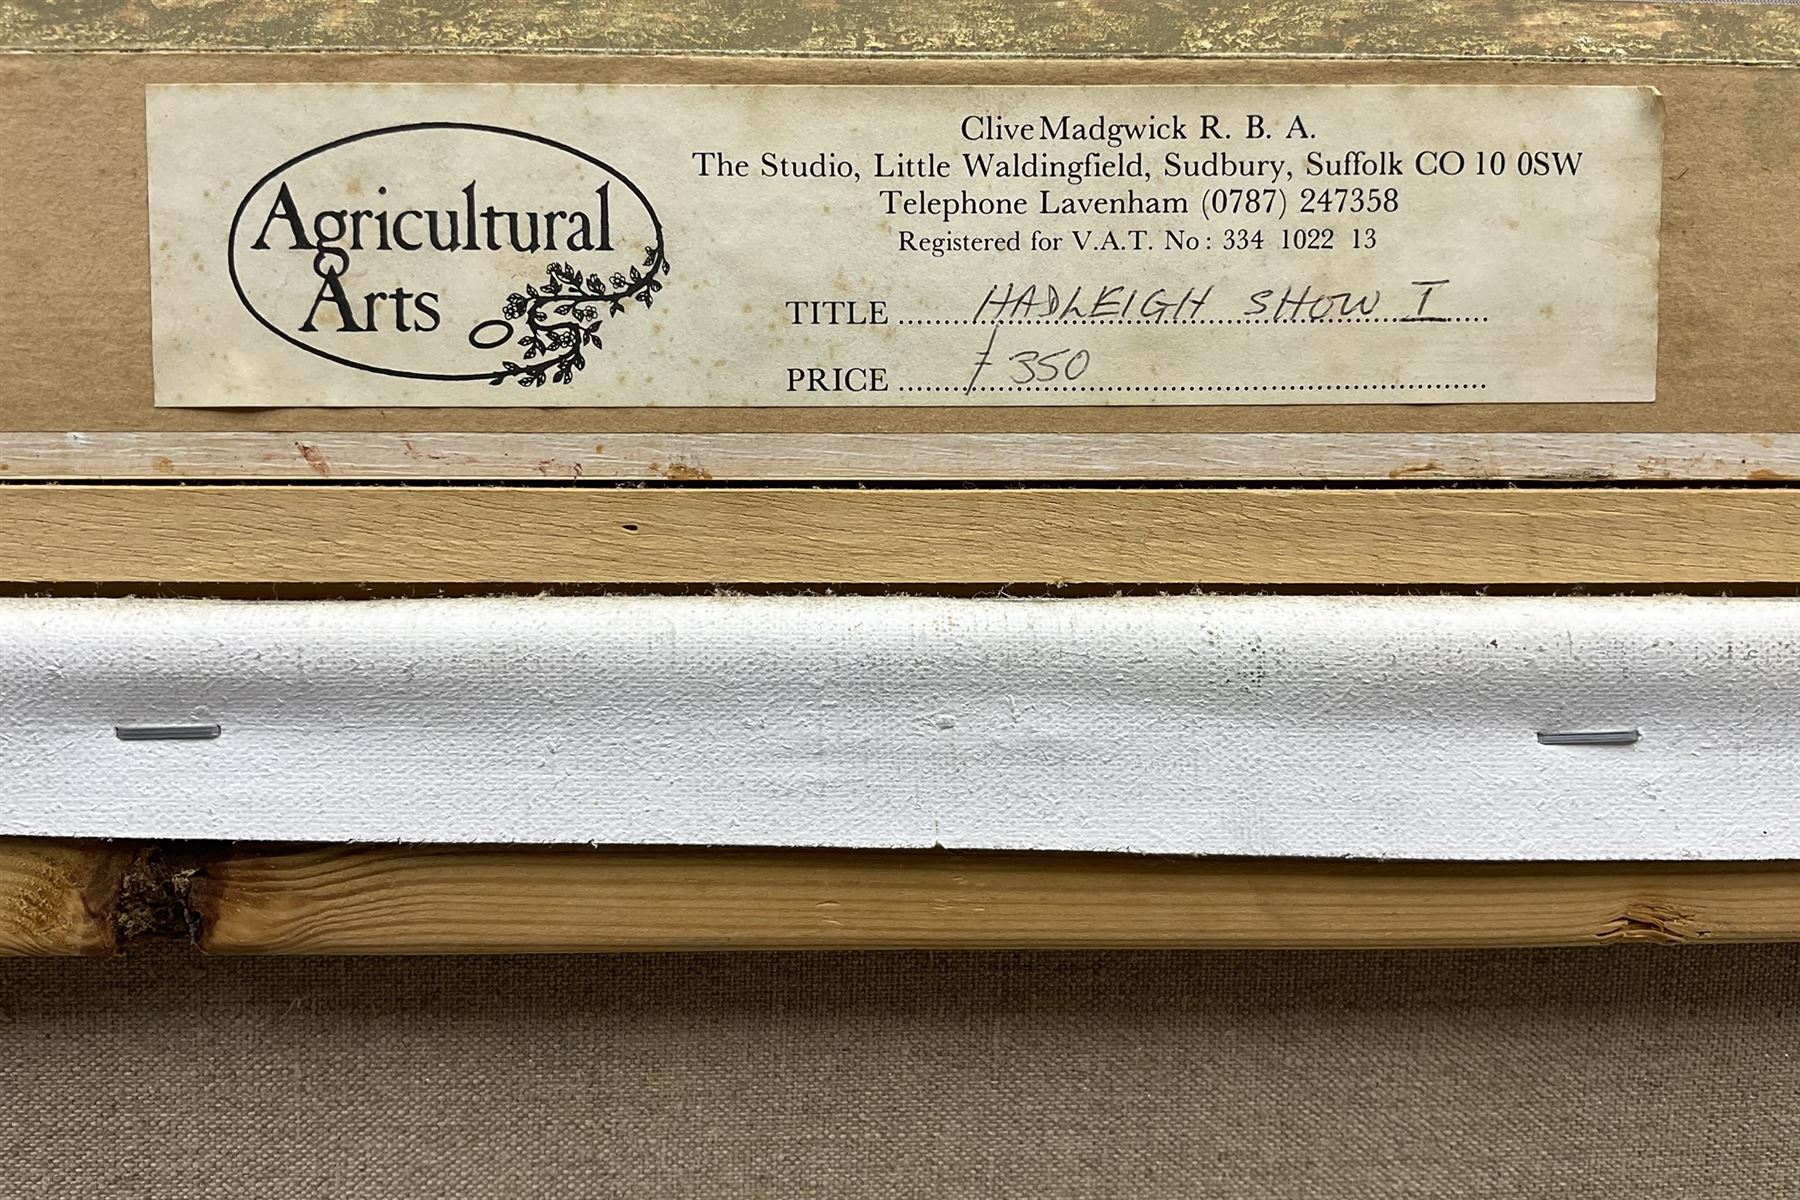 Agricultural
Arts
Clive Madgwick R. B. A.
The Studio, Little Waldingfield, Sudbury, Suffolk CO 10 0SW
Telephone Lavenham (0787) 247358
Registered for V.A.T. No: 334 1022 13
TITLE HADLEIGH SHOW I
PRICE £350